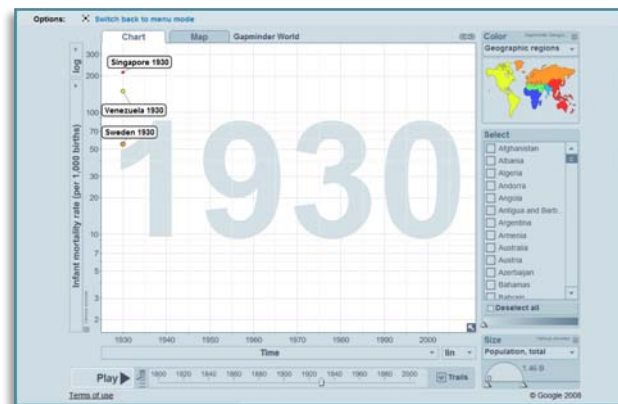 Options: Switch back to menu mode
Chart Map Gapminder World
Color
Geographic regions
log
300
200
100
70
50
30
20
10
7
5
3
2
Infant mortality rate (per 1,000 births)
Singapore 1930
Venezuela 1930
Sweden 1930
1930
Select
Afghanistan
Albania
Algeria
Andorra
Angola
Antigua and Barb...
Argentina
Armenia
Australia
Austria
Azerbaijan
Bahamas
Bahrain
Deselect all
1930 1940 1950 1960 1970 1980 1990 2000
Time lin
Size
Population, total
1.46 B
Play
1800 1820 1840 1860 1880 1900 1920 1940 1960 1980 2000
Trails
Terms of use
© Google 2008